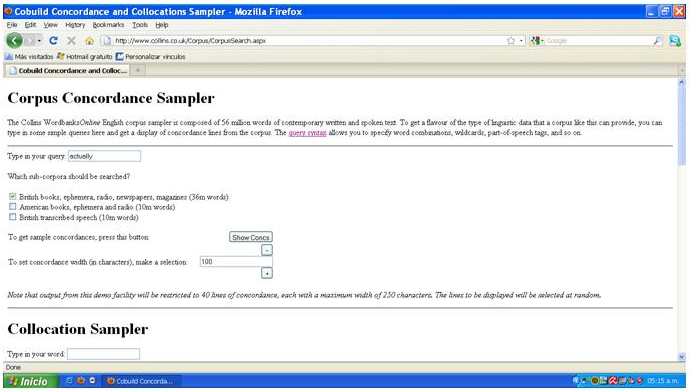 Cobuild Concordance and Collocations Sampler - Mozilla Firefox
File Edit View History Bookmarks Tools Help
http://www.collins.co.uk/Corpus/CorpusSearch.aspx
Google
Más visitados Hotmail gratuito Personalizar vínculos
Cobuild Concordance and Colloc...
Corpus Concordance Sampler
The Collins WordbanksOnline English corpus sampler is composed of 56 million words of contemporary written and spoken text. To get a flavour of the type of linguistic data that a corpus like this can provide, you can
type in some simple queries here and get a display of concordance lines from the corpus. The query syntax allows you to specify word combinations, wildcards, part-of-speech tags, and so on.
Type in your query: actually
Which sub-corpora should be searched?
British books, ephemera, radio, newspapers, magazines (36m words)
American books, ephemera and radio (10m words)
British transcribed speech (10m words)
To get sample concordances, press this button: Show Concs
-
To set concordance width (in characters), make a selection: 100
+
Note that output from this demo facility will be restricted to 40 lines of concordance, each with a maximum width of 250 characters. The lines to be displayed will be selected at random.
Collocation Sampler
Type in your word:
Done
Inicio
Cobuild Concorda...
05:15 a.m.